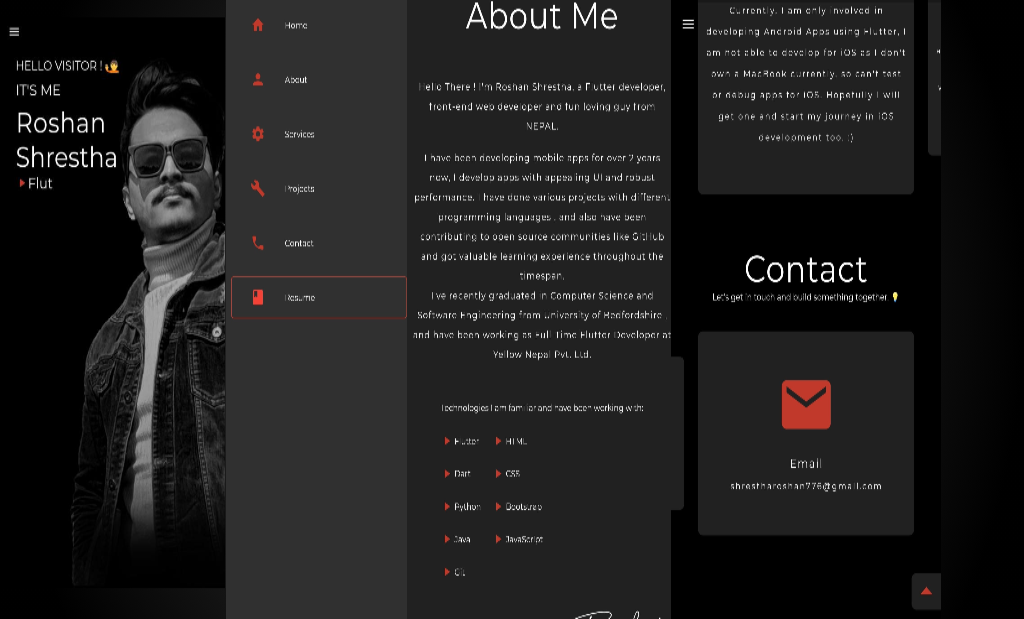 HELLO VISITOR !
IT'S ME
Roshan
Shrestha
Flut
Home
About
Services
Projects
Contact
Resume
About Me
Hello There ! I'm Roshan Shrestha, a Flutter developer,
front-end web developer and fun loving guy from
NEPAL.
I have been developing mobile apps for over 2 years
now, I develop apps with appealing UI and robust
performance. I have done various projects with different
programming languages , and also have been
contributing to open source communities like GitHub
and got valuable learning experience throughout the
timespan.
I've recently graduated in Computer Science and
Software Engineering from University of Bedfordshire ,
and have been working as Full Time Flutter Developer at
Yellow Nepal Pvt. Ltd.
Technologies I am familiar and have been working with:
Flutter
HTML
Dart
CSS
Python
Bootstrap
Java
JavaScript
Git
Currently, I am only involved in
developing Android Apps using Flutter, I
am not able to develop for iOS as I don't
own a MacBook currently, so can't test
or debug apps for iOS. Hopefully I will
get one and start my journey in iOS
development too. ;)
Contact
Let's get in touch and build something together
Email
shrestharoshan776@gmail.com